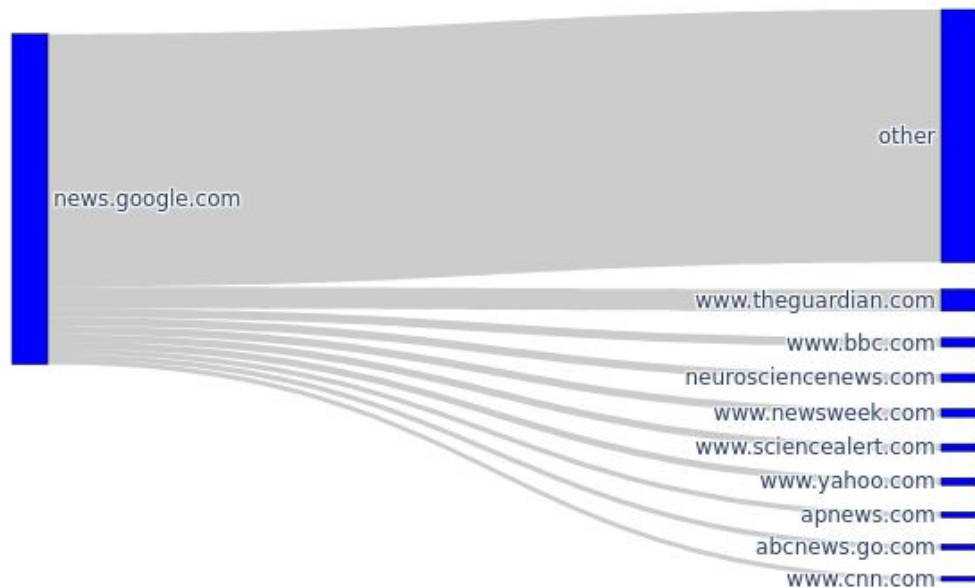 other
news.google.com
www.theguardian.com
www.bbc.com
neurosciencenews.com
www.newsweek.com
www.sciencealert.com
www.yahoo.com
apnews.com
abcnews.go.com
www.cnn.com